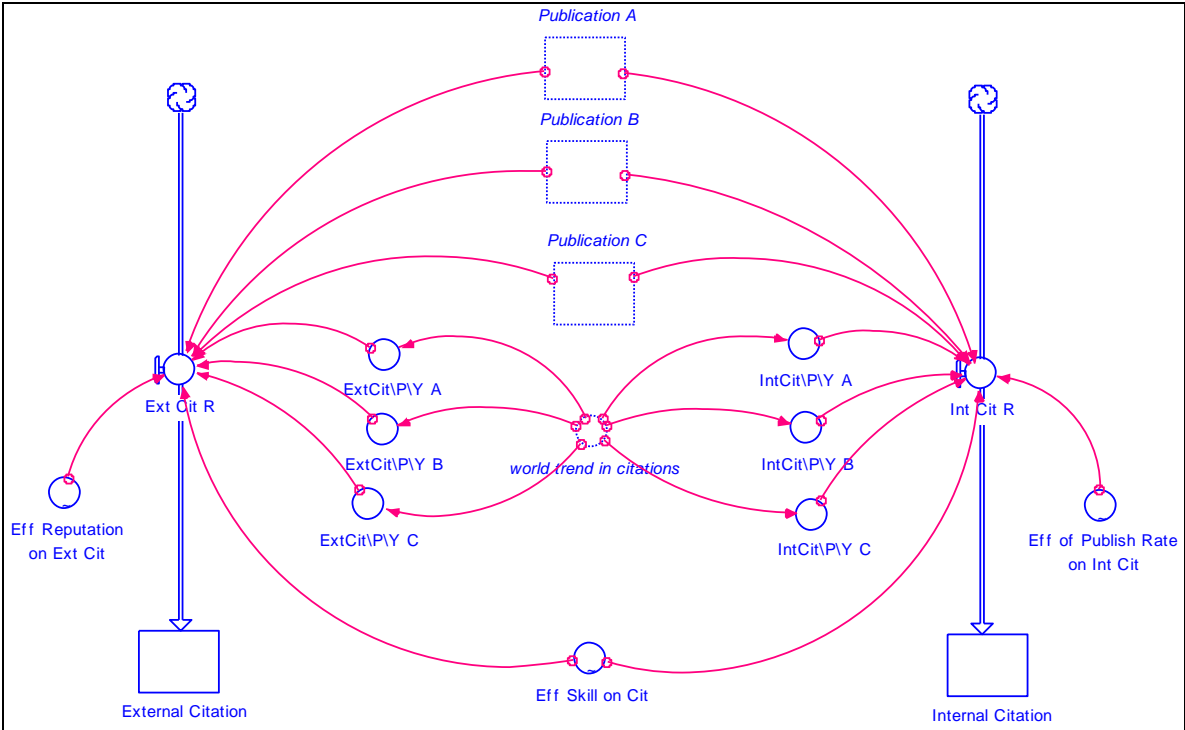 Publication A
Publication B
Publication C
ExtCit\P\Y A
IntCit\P\Y A
Ext Cit R
Int Cit R
ExtCit\P\Y B
world trend in citations
IntCit\P\Y B
Eff Reputation
on Ext Cit
ExtCit\P\Y C
IntCit\P\Y C
Eff of Publish Rate
on Int Cit
Eff Skill on Cit
External Citation
Internal Citation